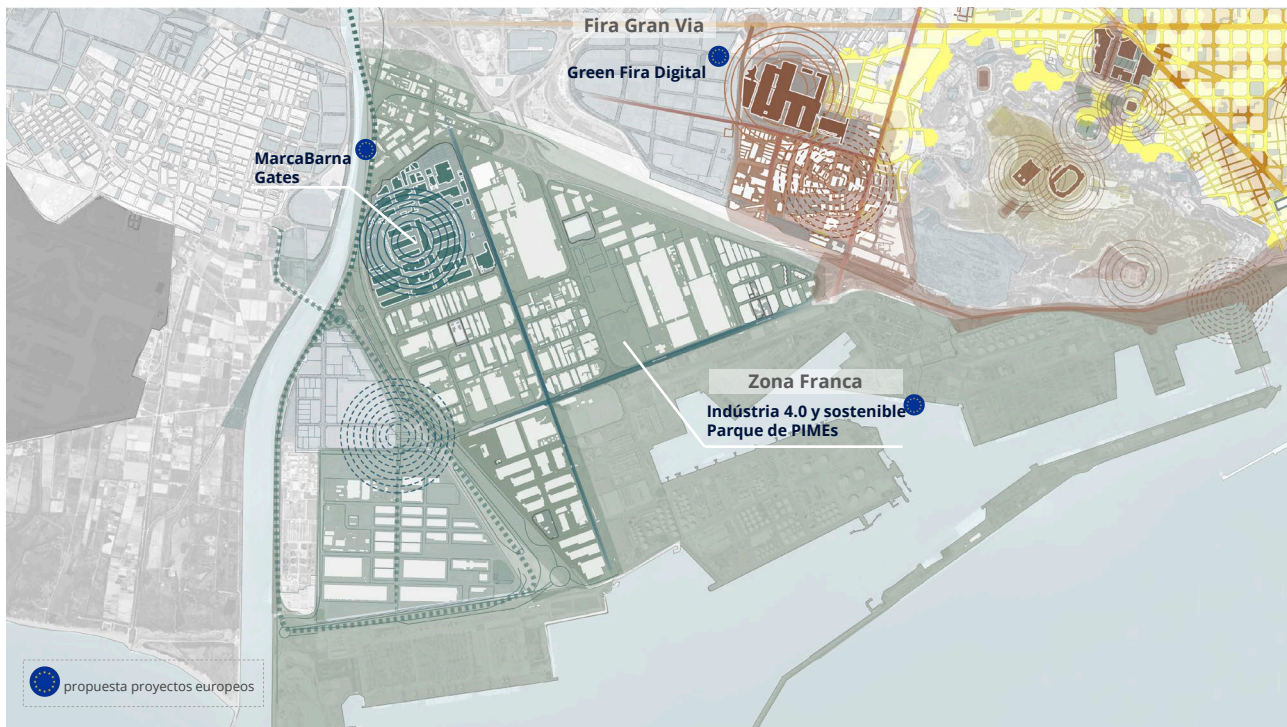 Fira Gran Via
Green Fira Digital
MarcaBarna
Gates
Zona Franca
Indústria 4.0 y sostenible
Parque de PIMEs
propuesta proyectos europeos